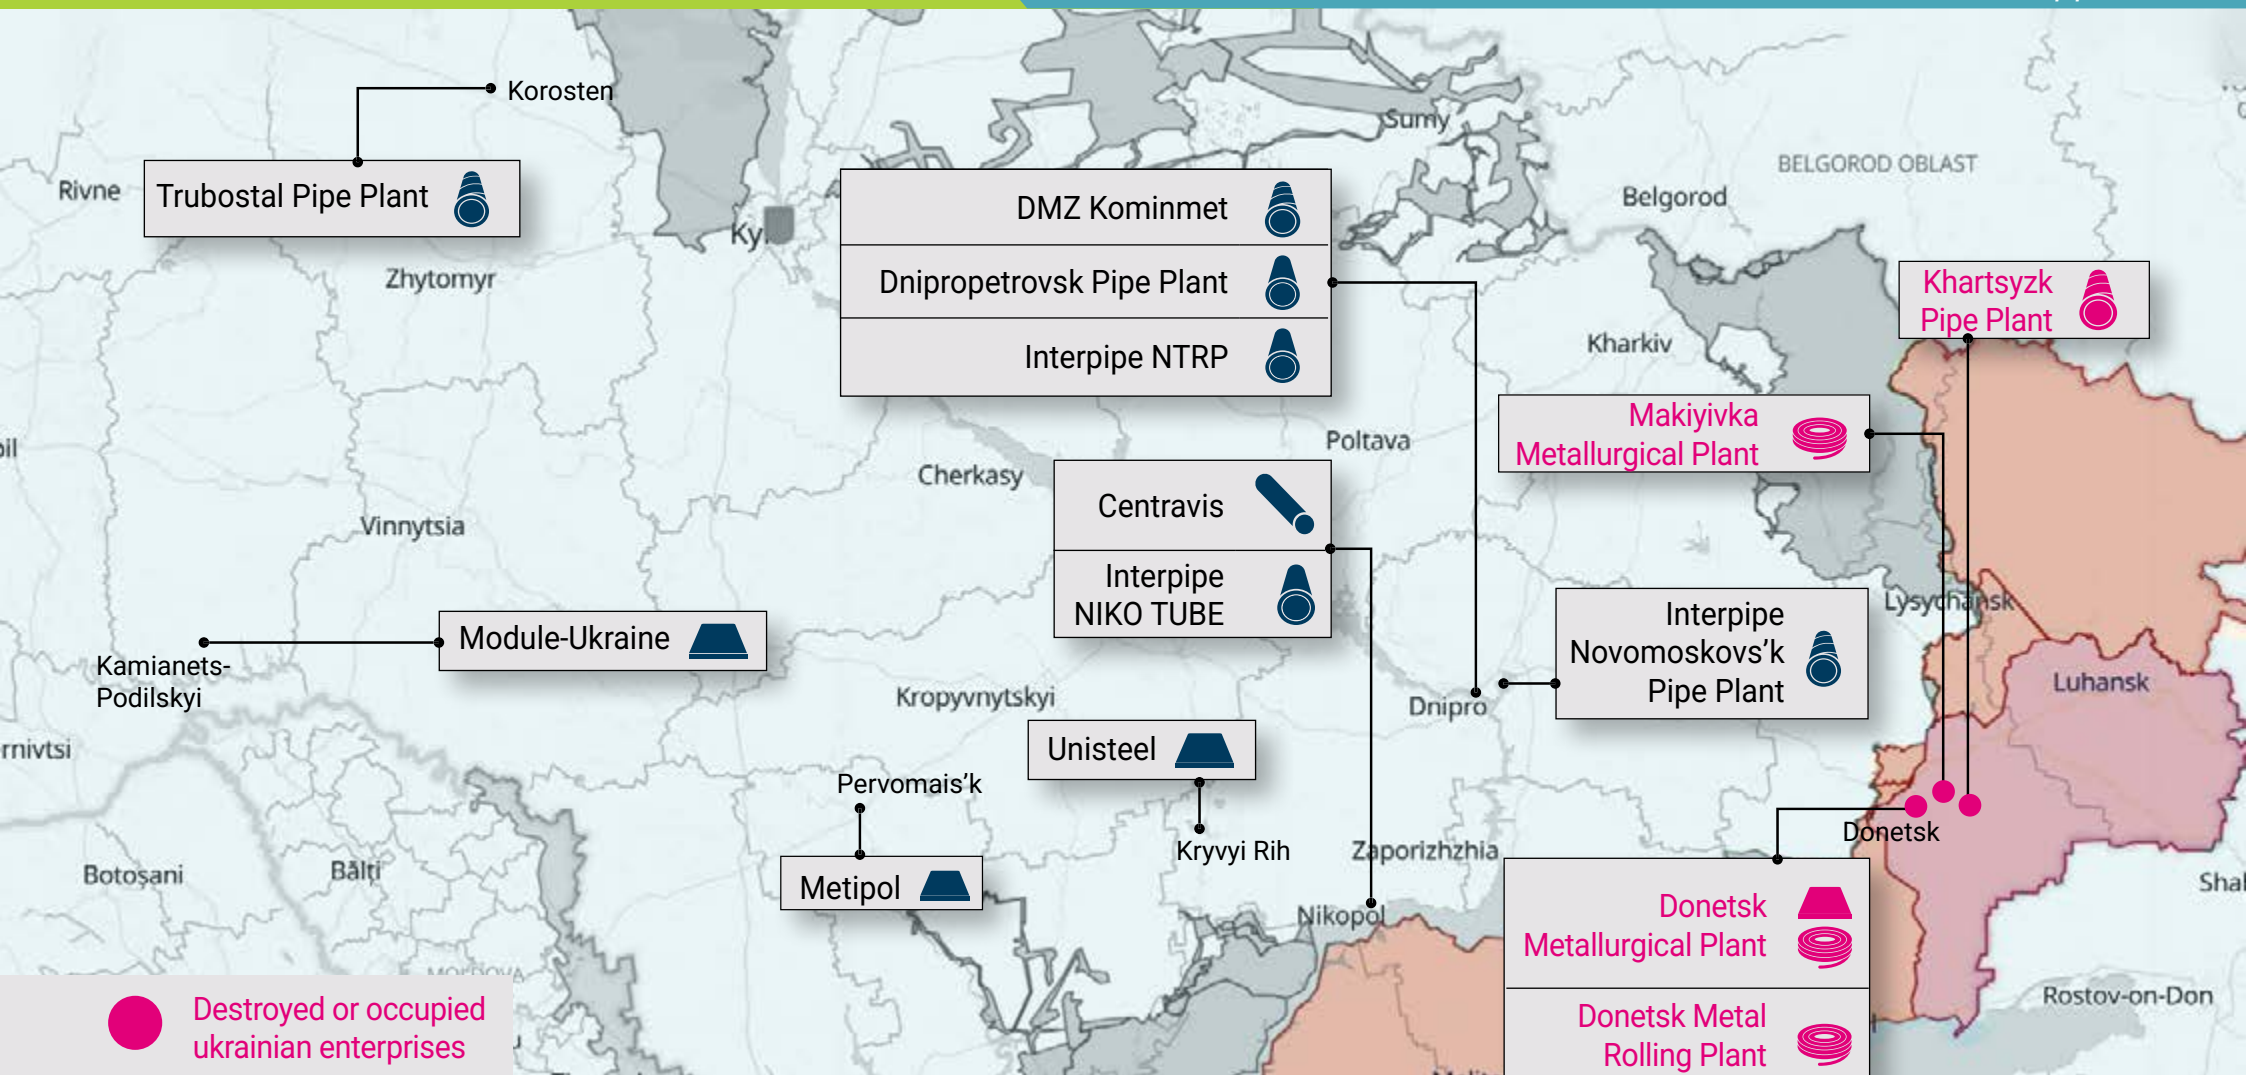 Korosten
Sumy
Rivne
Trubostal Pipe Plant
BELGOROD OBLAST
Belgorod
DMZ Kominmet
Zhytomyr
Dnipropetrovsk Pipe Plant
Khartsyzk
Pipe Plant
Kharkiv
Interpipe NTRP
Makiyivka
Metallurgical Plant
Poltava
Cherkasy
Centravis
Vinnytsia
Interpipe
NIKO TUBE
Lysychansk
Interpipe
Novomoskovs’k
Pipe Plant
Module-Ukraine
Kamianets-
Podilskyi
Luhansk
Kropyvnytskyi
Dnipro
Unisteel
Pervomais’k
Donetsk
Kryvyi Rih
Zaporizhzhia
Botoșani
Bălți
Metipol
Nikopol
Donetsk
Metallurgical Plant
MOLDOVA
Rostov-on-Don
Destroyed or occupied
ukrainian enterprises
Donetsk Metal
Rolling Plant